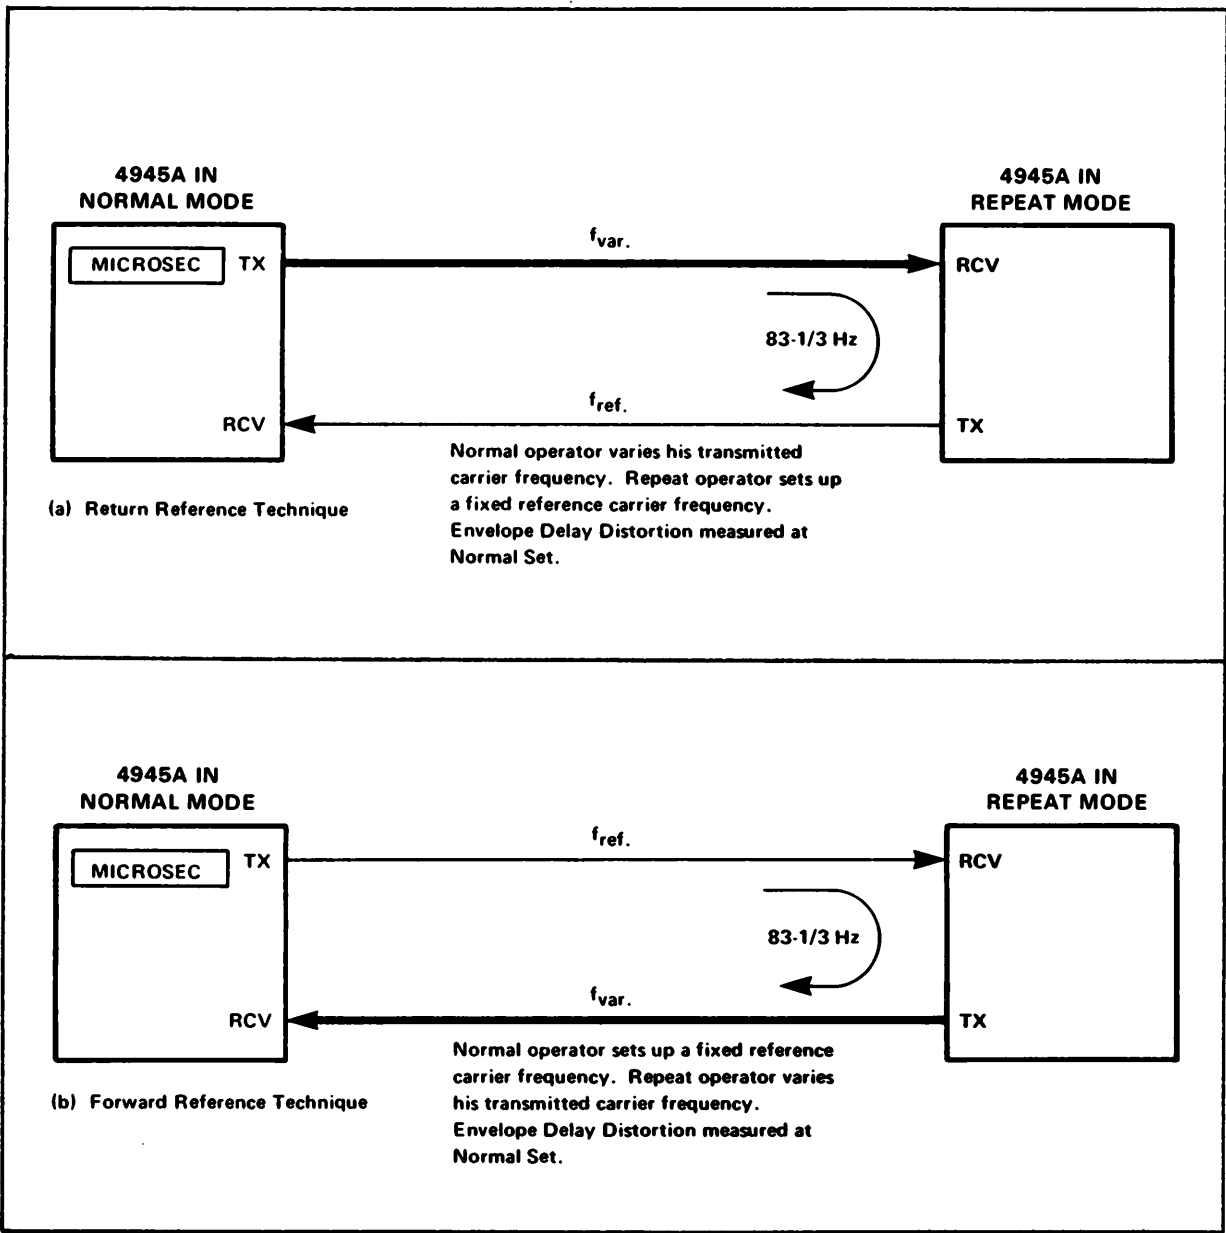 4945A IN
NORMAL MODE
4945A IN
REPEAT MODE
MICROSEC
TX
fvar.
RCV
83-1/3 Hz
RCV
fref.
TX
Normal operator varies his transmitted
carrier frequency. Repeat operator sets up
a fixed reference carrier frequency.
Envelope Delay Distortion measured at
Normal Set.
(a) Return Reference Technique
4945A IN
NORMAL MODE
4945A IN
REPEAT MODE
MICROSEC
TX
fref.
RCV
83-1/3 Hz
RCV
fvar.
TX
Normal operator sets up a fixed reference
carrier frequency. Repeat operator varies
his transmitted carrier frequency.
Envelope Delay Distortion measured at
Normal Set.
(b) Forward Reference Technique